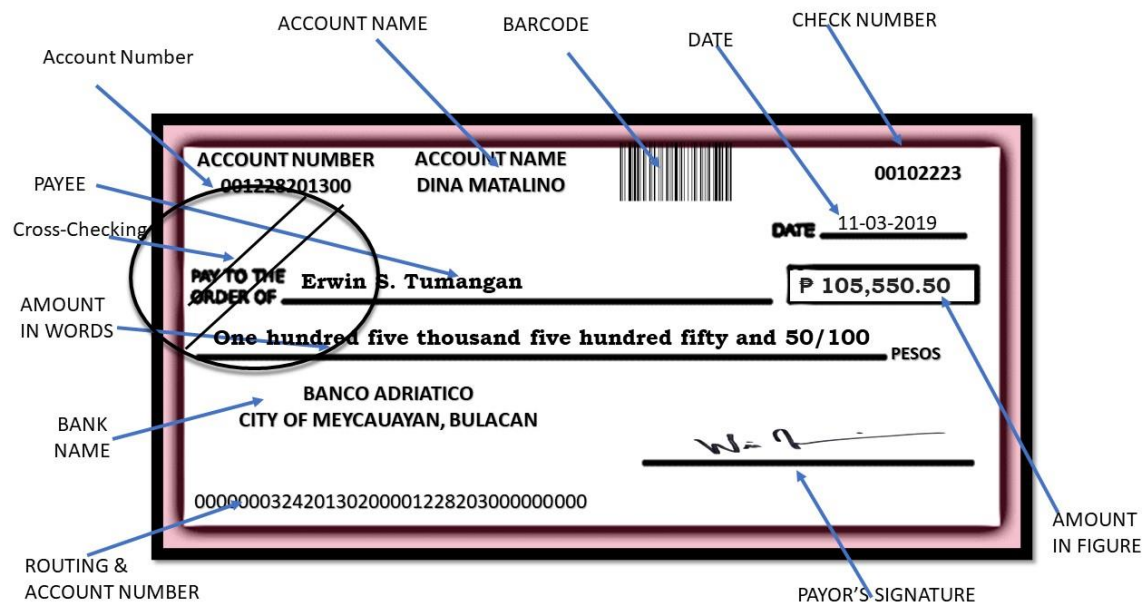 ACCOUNT NAME
BARCODE
CHECK NUMBER
DATE
Account Number
ACCOUNT NUMBER
001228201300
ACCOUNT NAME
DINA MATALINO
00102223
PAYEE
DATE 11-03-2019
Cross-Checking
PAY TO THE
ORDER OF Erwin S. Tumangan
₱ 105,550.50
AMOUNT
IN WORDS
One hundred five thousand five hundred fifty and 50/100 PESOS
BANCO ADRIATICO
CITY OF MEYCAUAYAN, BULACAN
BANK
NAME
000000032420130200001228203000000000
AMOUNT
IN FIGURE
ROUTING &
ACCOUNT NUMBER
PAYOR'S SIGNATURE